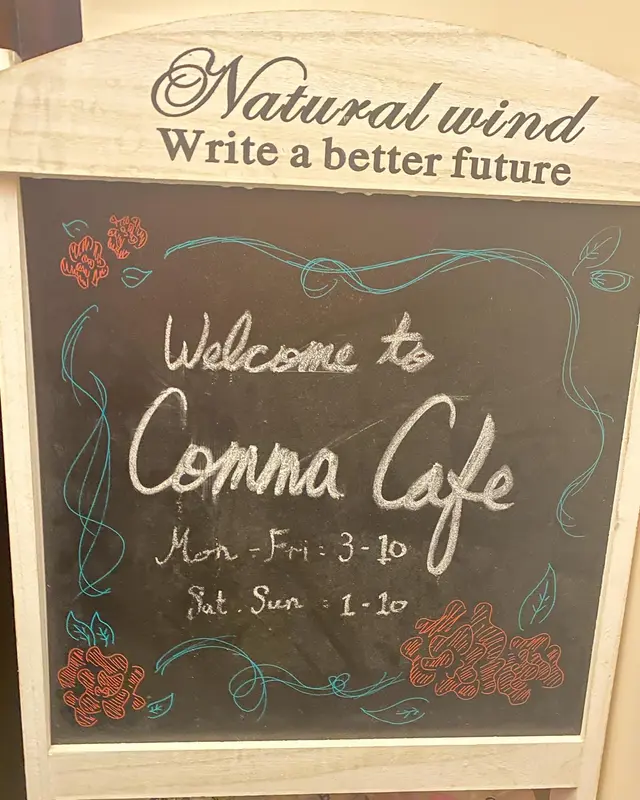 Natural wind
Write a better future
Welcome to
Comma Cafe
Mon - Fri : 3 - 10
Sat . Sun : 1 - 10